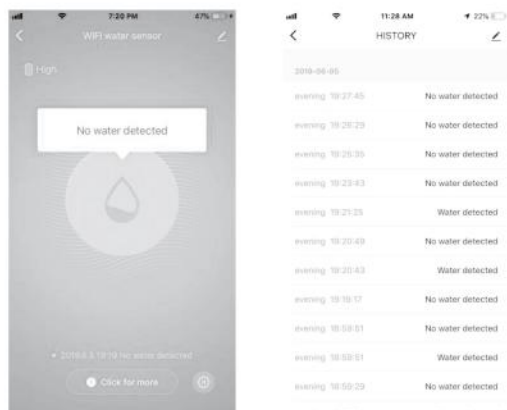 7:20 PM
47%
WIFI water sensor
High
No water detected
2019.6.5 19:19 No water detected
Click for more
11:28 AM
22%
HISTORY
2019-06-05
evening 19:27:45 No water detected
evening 19:26:29 No water detected
evening 19:25:35 No water detected
evening 19:23:43 No water detected
evening 19:21:25 Water detected
evening 19:20:49 No water detected
evening 19:20:43 Water detected
evening 19:19:17 No water detected
evening 18:59:51 No water detected
evening 18:58:51 Water detected
evening 18:50:29 No water detected